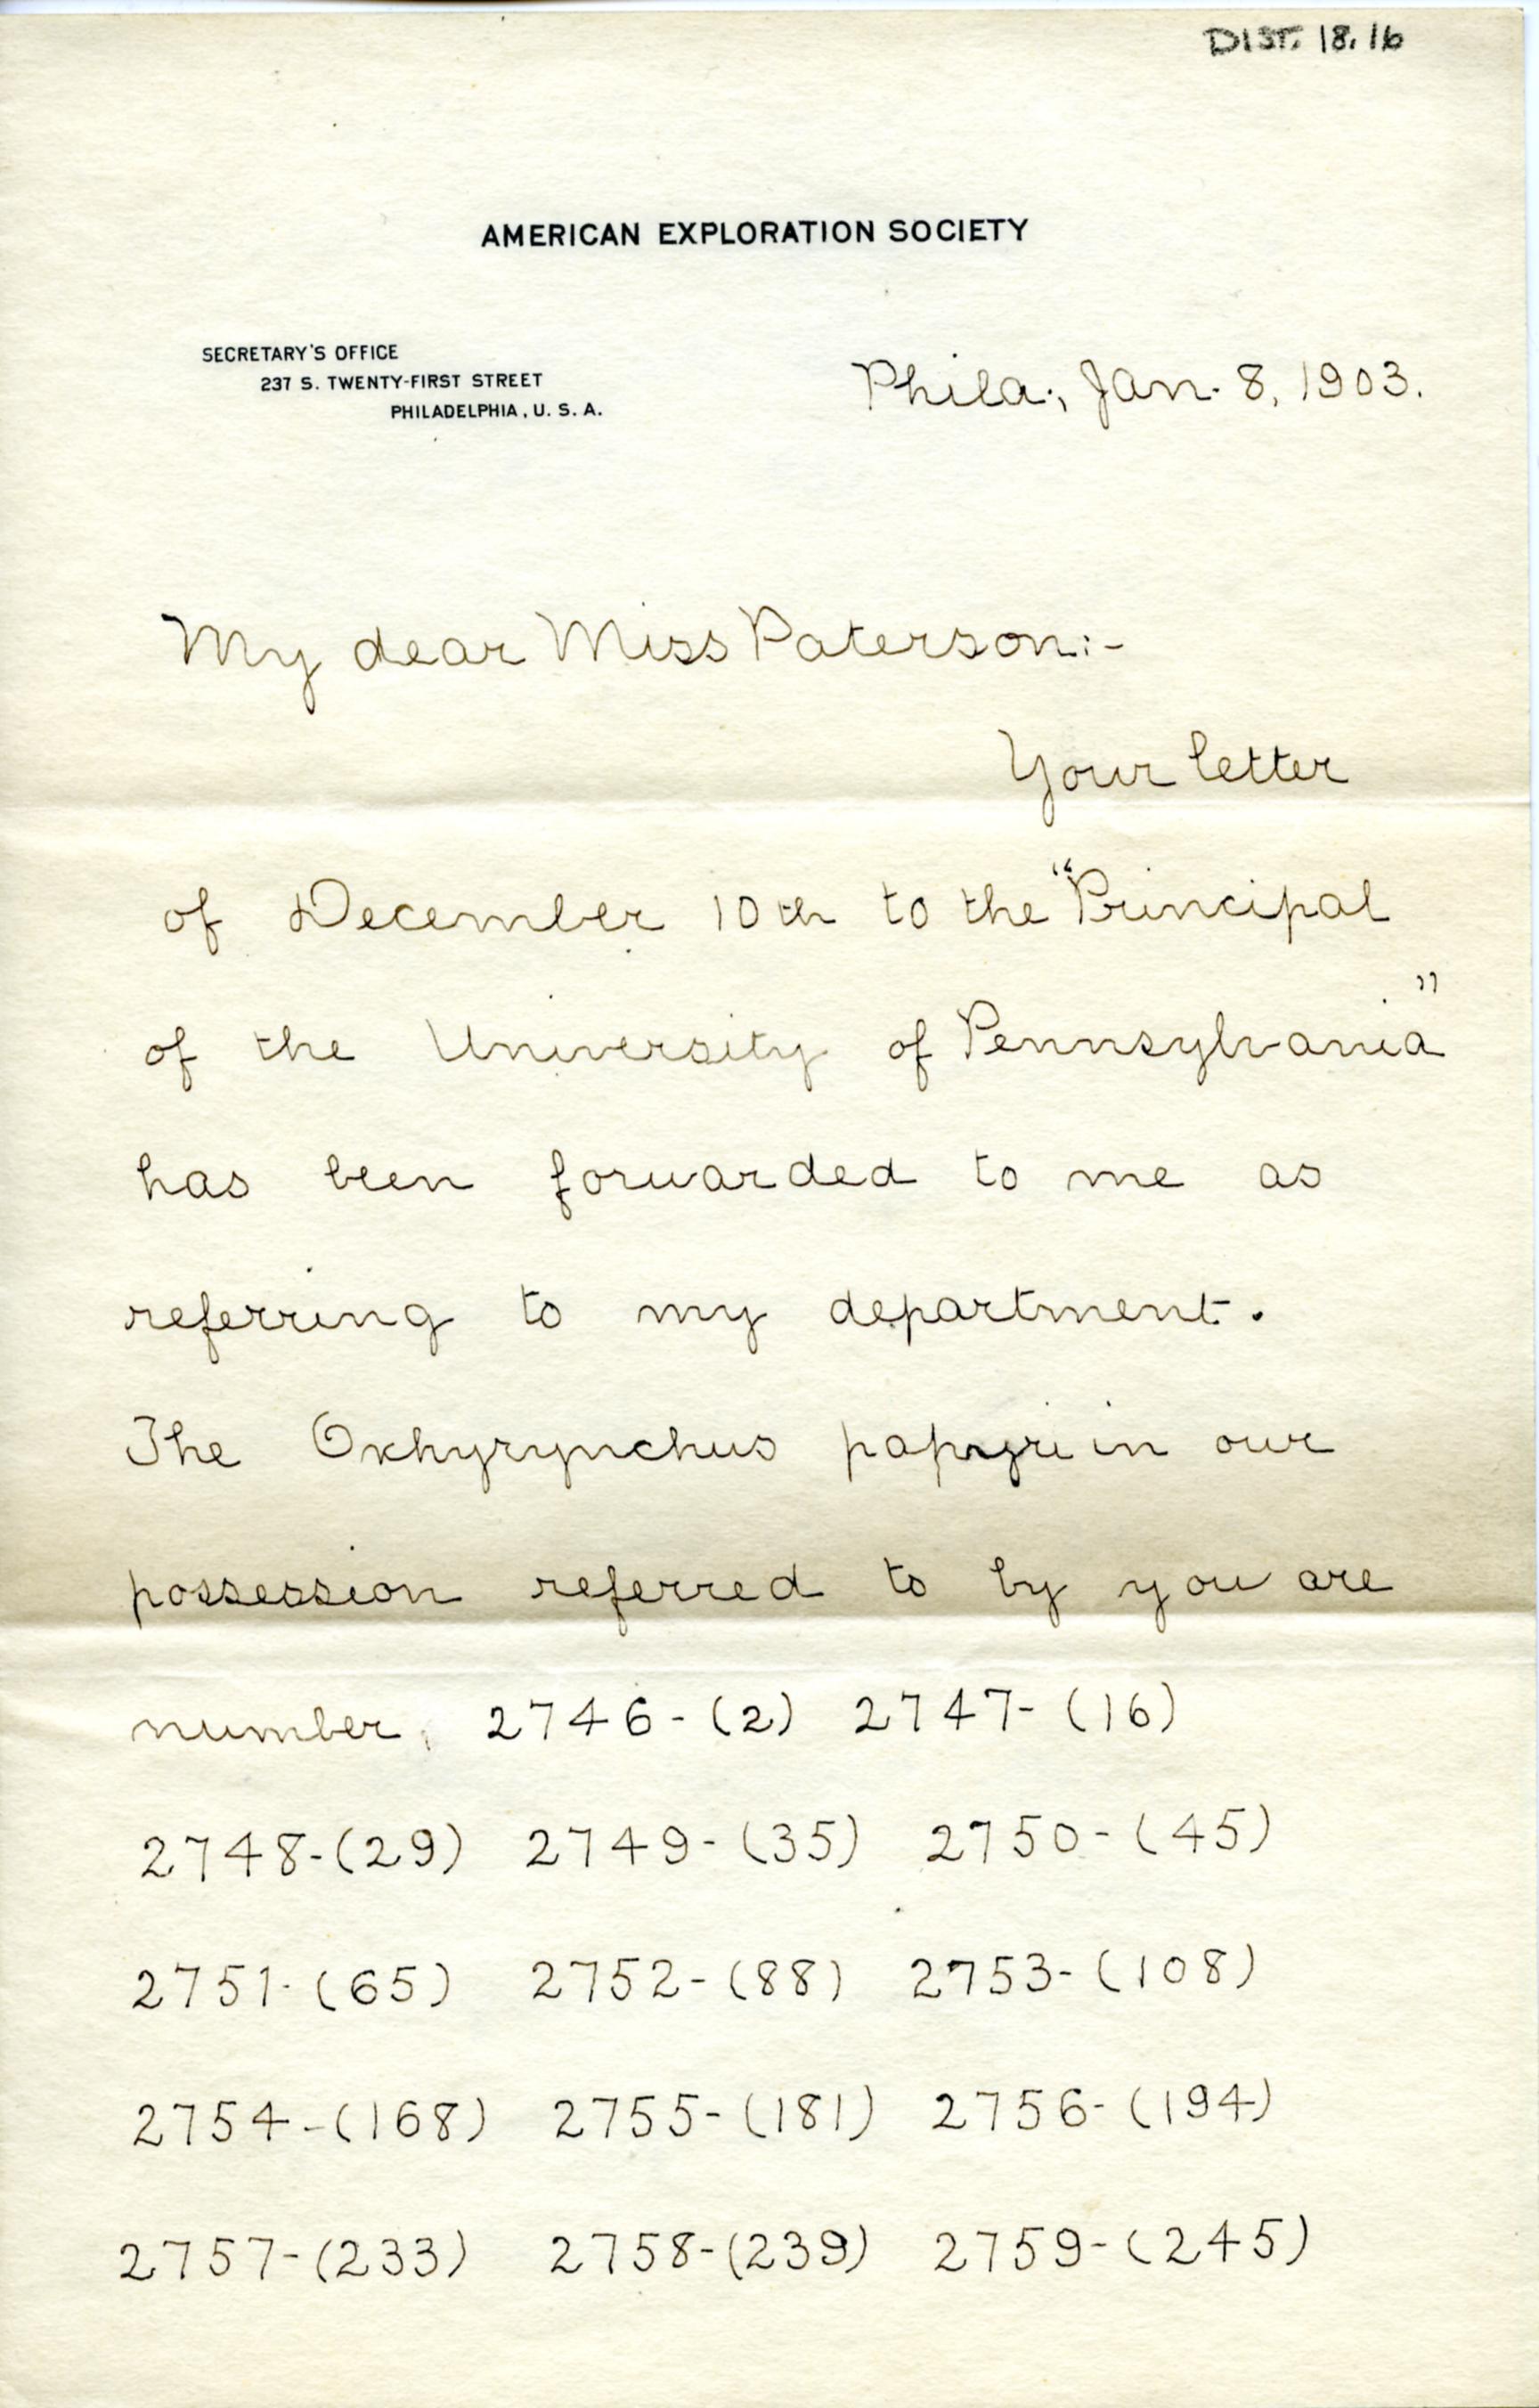 DIST. 18.16
AMERICAN EXPLORATION SOCIETY
SECRETARY'S OFFICE
237 S. TWENTY-FIRST STREET
PHILADELPHIA, U. S. A.
Phila., Jan. 8, 1903.
My dear Miss Paterson:-
Your letter
of December 10th to the "Principal
of the University of Pennsylvania"
has been forwarded to me as
referring to my department.
The Oxhyrynchus papyri in our
possession referred to by you are
number, 2746-(2) 2747-(16)
2748-(29) 2749-(35) 2750-(45)
2751-(65) 2752-(88) 2753-(108)
2754-(168) 2755-(181) 2756-(194)
2757-(233) 2758-(239) 2759-(245)